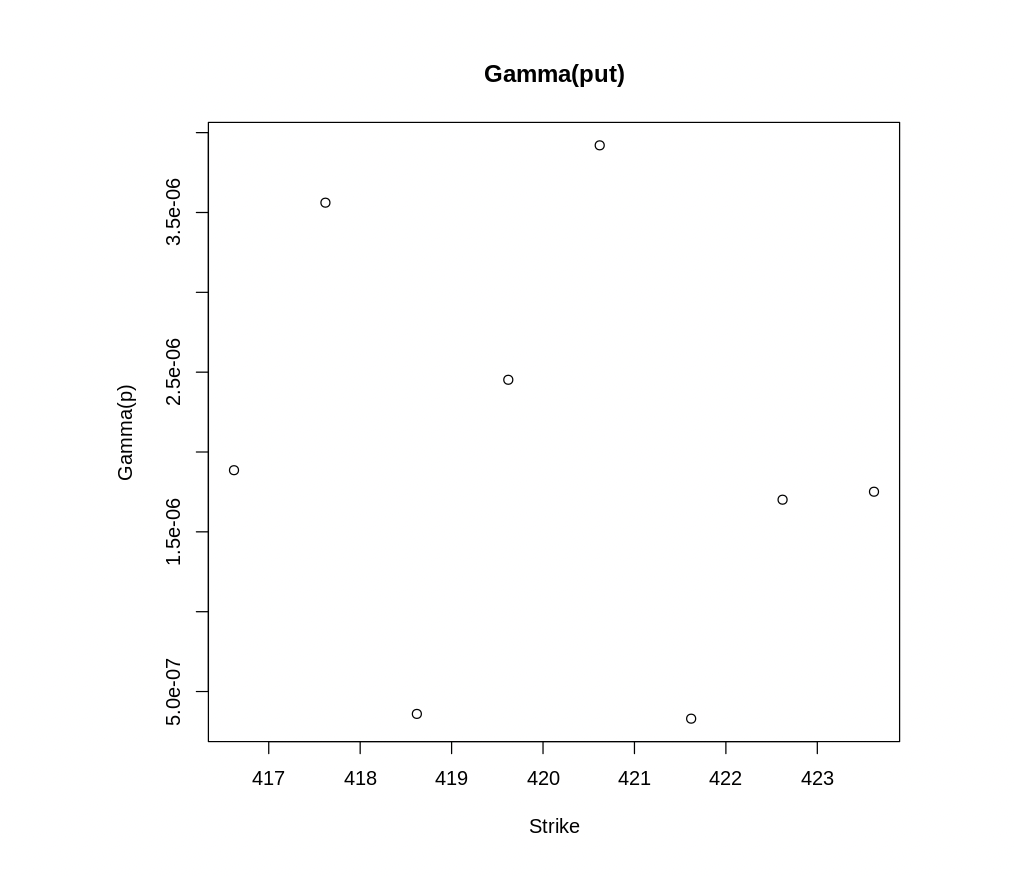 Gamma(put)
Gamma(p)
3.5e-06
2.5e-06
1.5e-06
5.0e-07
417 418 419 420 421 422 423
Strike